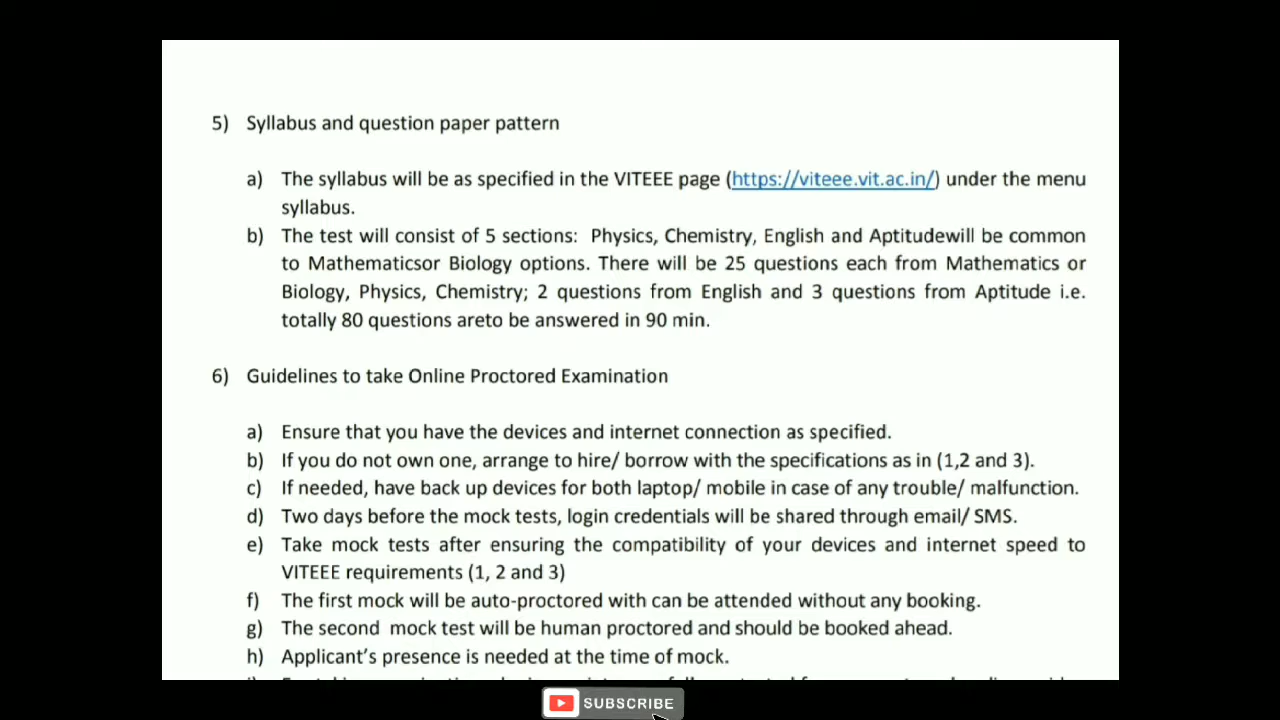 5) Syllabus and question paper pattern
a) The syllabus will be as specified in the VITEEE page (https://viteee.vit.ac.in/) under the menu
syllabus.
b) The test will consist of 5 sections: Physics, Chemistry, English and Aptitudewill be common
to Mathematicsor Biology options. There will be 25 questions each from Mathematics or
Biology, Physics, Chemistry; 2 questions from English and 3 questions from Aptitude i.e.
totally 80 questions areto be answered in 90 min.
6) Guidelines to take Online Proctored Examination
a) Ensure that you have the devices and internet connection as specified.
b) If you do not own one, arrange to hire/ borrow with the specifications as in (1,2 and 3).
c) If needed, have back up devices for both laptop/ mobile in case of any trouble/ malfunction.
d) Two days before the mock tests, login credentials will be shared through email/ SMS.
e) Take mock tests after ensuring the compatibility of your devices and internet speed to
VITEEE requirements (1, 2 and 3)
f) The first mock will be auto-proctored with can be attended without any booking.
g) The second mock test will be human proctored and should be booked ahead.
h) Applicant's presence is needed at the time of mock.
SUBSCRIBE